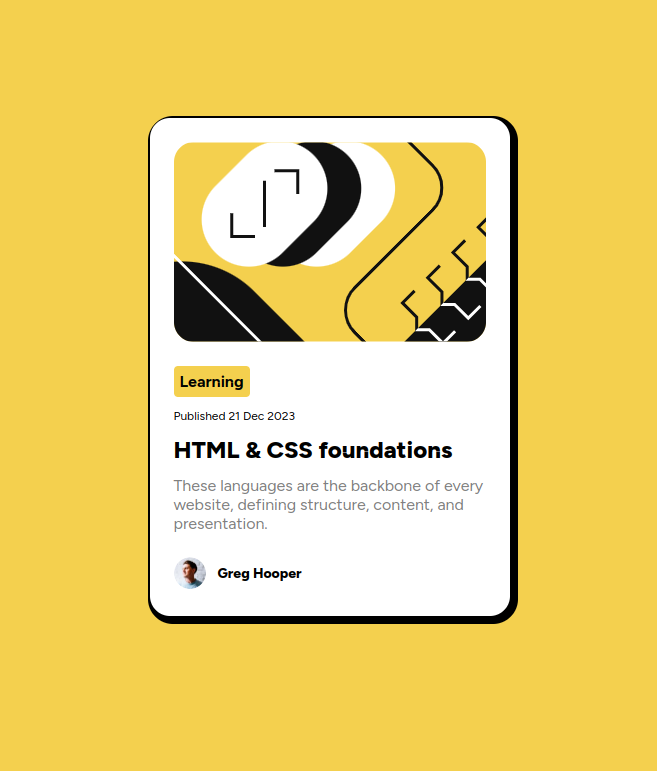 Learning
Published 21 Dec 2023
HTML & CSS foundations
These languages are the backbone of every
website, defining structure, content, and
presentation.
Greg Hooper